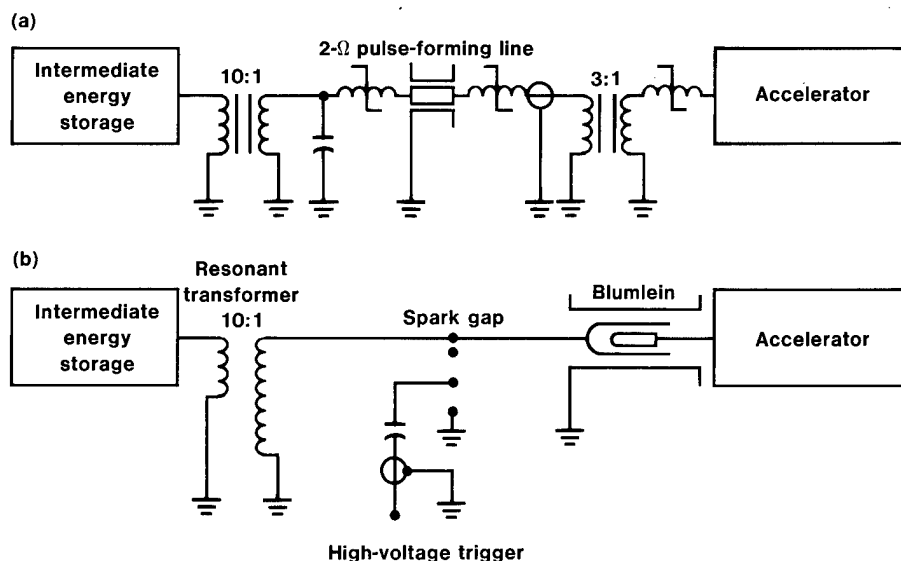 (a)
2-Ω pulse-forming line
Intermediate
energy
storage
10:1
3:1
Accelerator
(b)
Resonant
transformer
10:1
Intermediate
energy
storage
Spark gap
Blumlein
Accelerator
High-voltage trigger